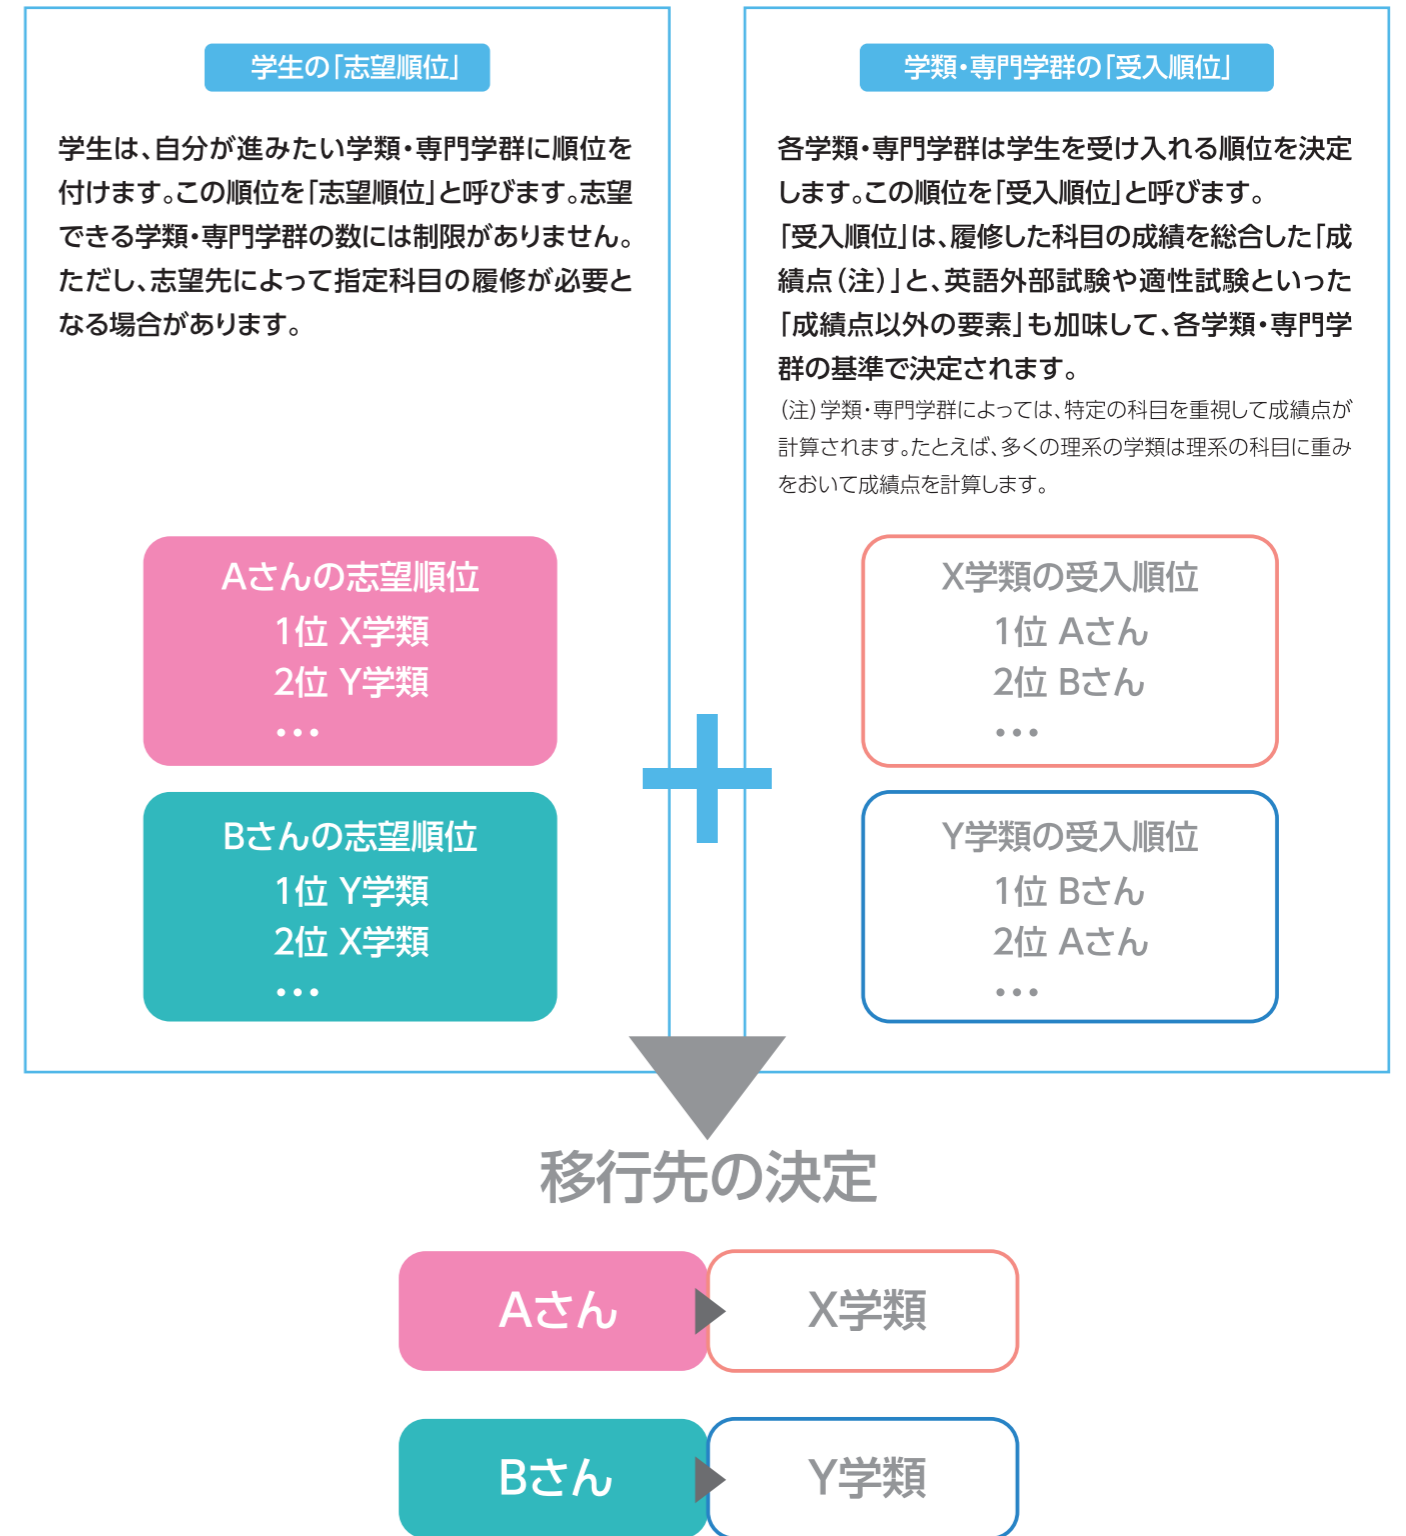 学生の「志望順位」
学生は、自分が進みたい学類・専門学群に順位を
付けます。この順位を「志望順位」と呼びます。志望
できる学類・専門学群の数には制限がありません。
ただし、志望先によって指定科目の履修が必要と
なる場合があります。
Aさんの志望順位
1位 X学類
2位 Y学類
・・・
Bさんの志望順位
1位 Y学類
2位 X学類
・・・
学類・専門学群の「受入順位」
各学類・専門学群は学生を受け入れる順位を決定
します。この順位を「受入順位」と呼びます。
「受入順位」は、履修した科目の成績を総合した「成
績点（注）」と、英語外部試験や適性試験といった
「成績点以外の要素」も加味して、各学類・専門学
群の基準で決定されます。
（注）学類・専門学群によっては、特定の科目を重視して成績点が
計算されます。たとえば、多くの理系の学類は理系の科目に重み
をおいて成績点を計算します。
X学類の受入順位
1位 Aさん
2位 Bさん
・・・
Y学類の受入順位
1位 Bさん
2位 Aさん
・・・
移行先の決定
Aさん
X学類
Bさん
Y学類